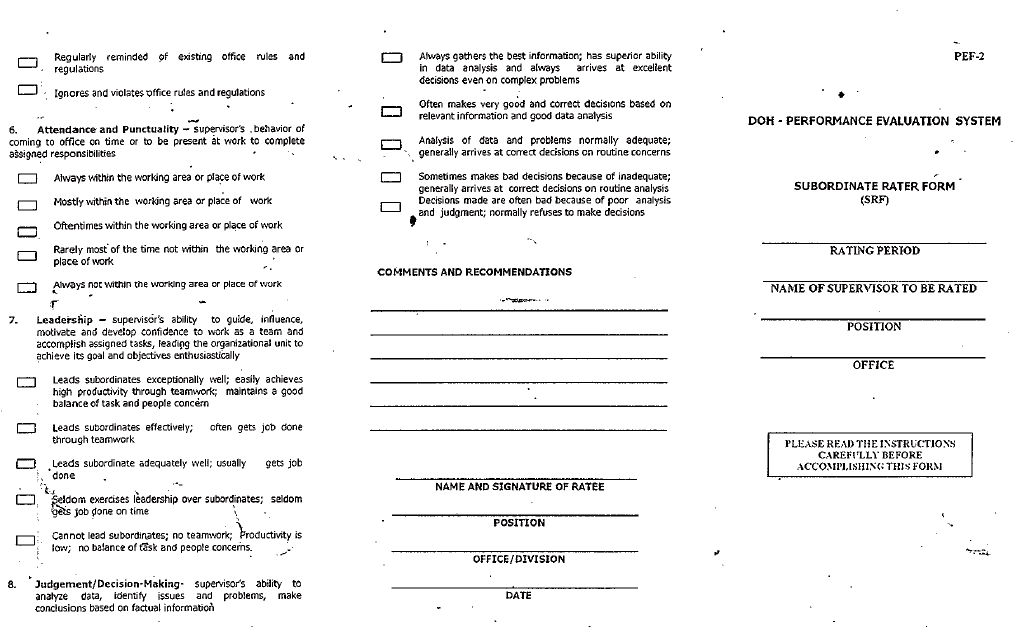 Regularly reminded of existing office rules and
regulations
Ignores and violates office rules and regulations
6. Attendance and Punctuality – supervisor's behavior of
coming to office on time or to be present at work to complete
assigned responsibilities
Always within the working area or place of work
Mostly within the working area or place of work
Oftentimes within the working area or place of work
Rarely most of the time not within the working area or
place of work
Always not within the working area or place of work
7. Leadership – supervisor's ability to guide, influence,
motivate and develop confidence to work as a team and
accomplish assigned tasks, leading the organizational unit to
achieve its goal and objectives enthusiastically
Leads subordinates exceptionally well; easily achieves
high productivity through teamwork; maintains a good
balance of task and people concern
Leads subordinates effectively; often gets job done
through teamwork
Leads subordinate adequately well; usually gets job
done
Seldom exercises leadership over subordinates; seldom
gets job done on time
Cannot lead subordinates; no teamwork; Productivity is
low; no balance of task and people concerns.
8. Judgement/Decision-Making- supervisor's ability to
analyze data, identify issues and problems, make
conclusions based on factual information
Always gathers the best information; has superior ability
in data analysis and always arrives at excellent
decisions even on complex problems
Often makes very good and correct decisions based on
relevant information and good data analysis
Analysis of data and problems normally adequate;
generally arrives at correct decisions on routine concerns
Sometimes makes bad decisions because of inadequate;
generally arrives at correct decisions on routine analysis
Decisions made are often bad because of poor analysis
and judgment; normally refuses to make decisions
COMMENTS AND RECOMMENDATIONS
NAME AND SIGNATURE OF RATEE
POSITION
OFFICE/DIVISION
DATE
PEF-2
DOH - PERFORMANCE EVALUATION SYSTEM
SUBORDINATE RATER FORM
(SRF)
RATING PERIOD
NAME OF SUPERVISOR TO BE RATED
POSITION
OFFICE
PLEASE READ THE INSTRUCTIONS
CAREFULLY BEFORE
ACCOMPLISHING THIS FORM